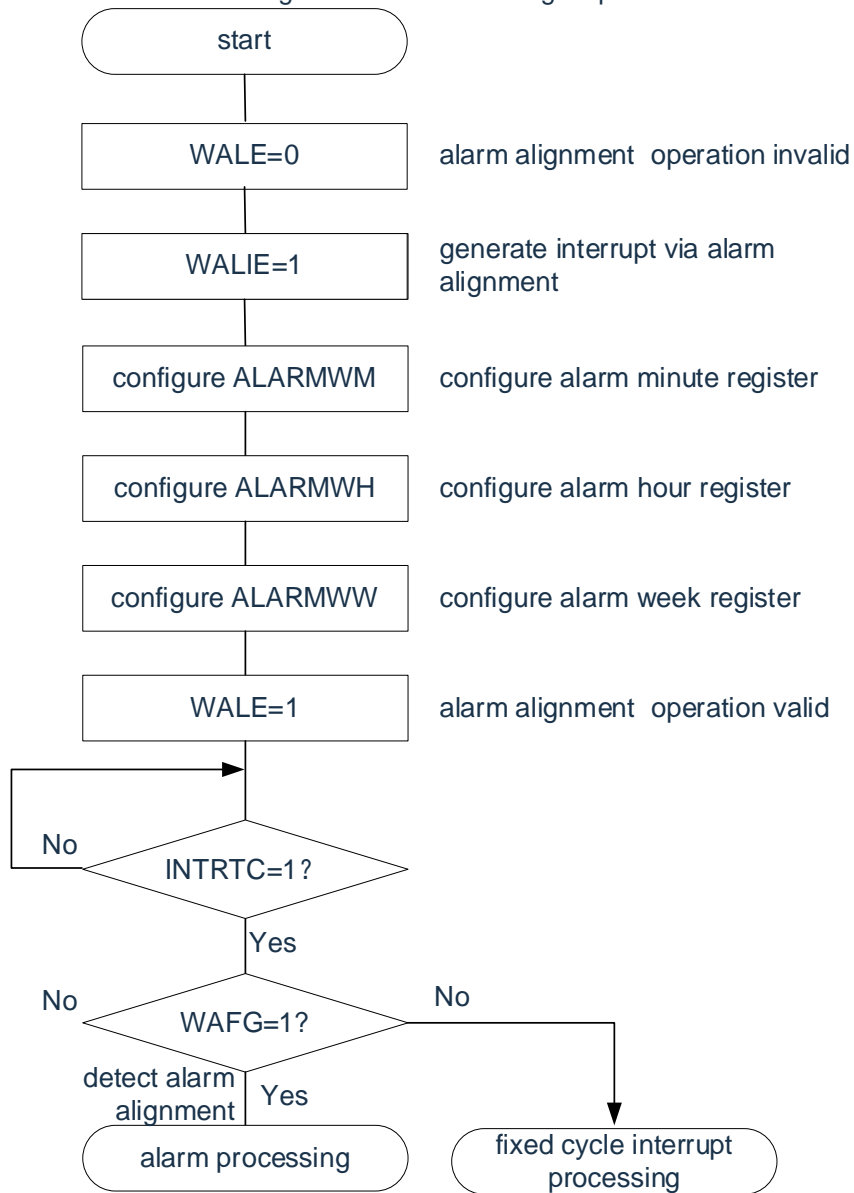 start
WALE=0
alarm alignment operation invalid
WALIE=1
generate interrupt via alarm
alignment
configure ALARMWM
configure alarm minute register
configure ALARMWH
configure alarm hour register
configure ALARMWW
configure alarm week register
WALE=1
alarm alignment operation valid
No
INTRTC=1?
Yes
No
WAFG=1?
No
detect alarm
alignment
Yes
alarm processing
fixed cycle interrupt
processing